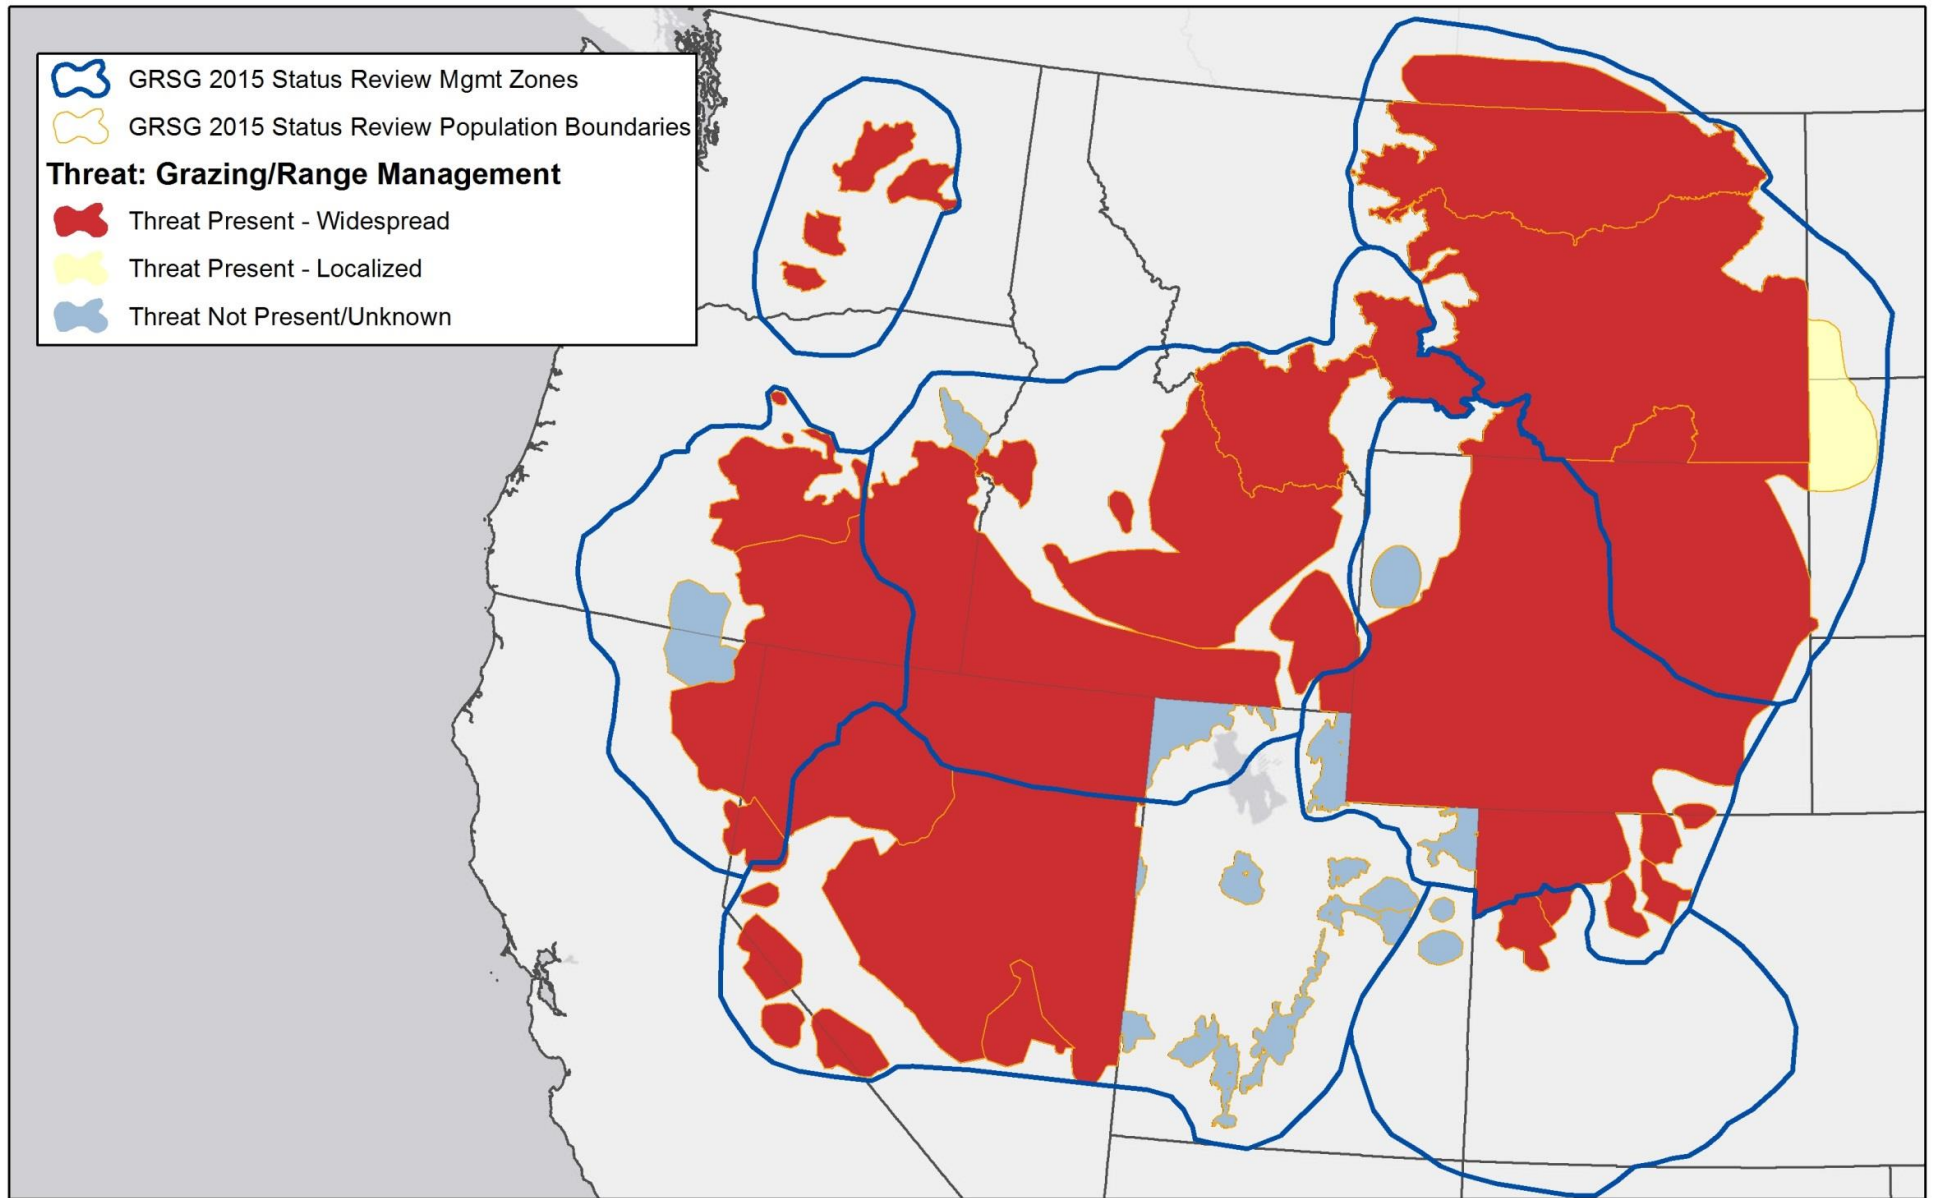 GRSG 2015 Status Review Mgmt Zones
GRSG 2015 Status Review Population Boundaries
Threat: Grazing/Range Management
Threat Present - Widespread
Threat Present - Localized
Threat Not Present/Unknown